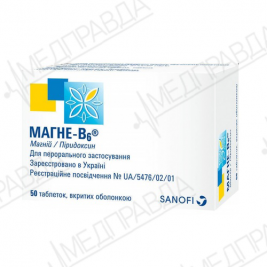 МЕДПРАВДА
МАГНЕ-В₆®
Магній / Піридоксин
Для перорального застосування
Зареєстровано в Україні
Реєстраційне посвідчення № UA/5476/02/01
50 таблеток, вкритих оболонкою
SANOFI